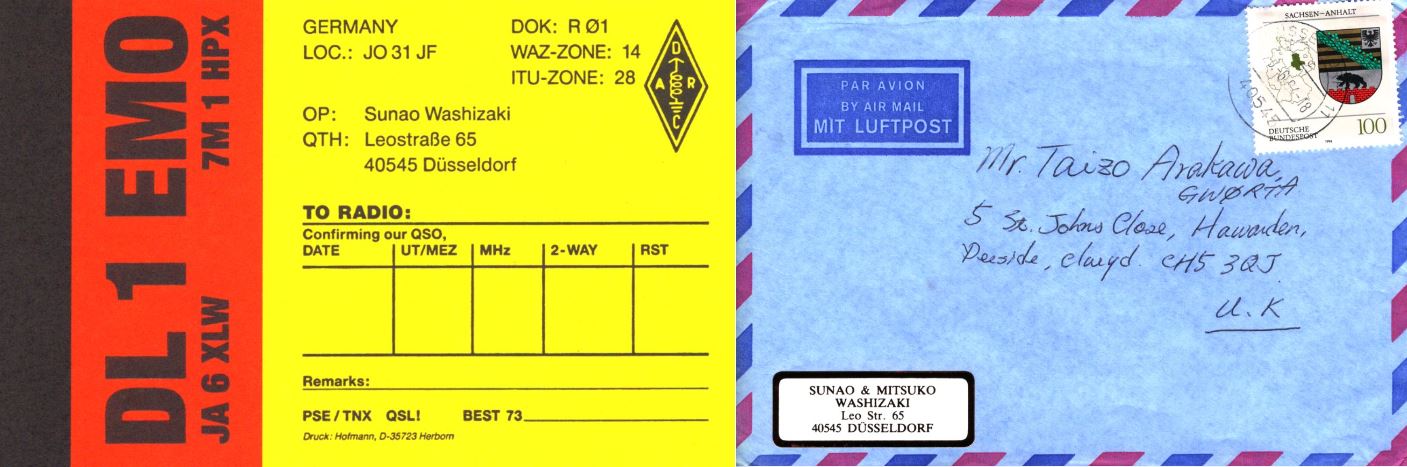 DL 1 EMO
JA 6 XLW 7M 1 HPX
GERMANY DOK: R Ø1
LOC.: JO 31 JF WAZ-ZONE: 14
ITU-ZONE: 28
D
A R
C
OP: Sunao Washizaki
QTH: Leostraße 65
40545 Düsseldorf
TO RADIO:
Confirming our QSO,
DATE UT/MEZ MHz 2-WAY RST
Remarks:
PSE / TNX QSL! BEST 73
Druck: Hofmann, D-35723 Herborn
PAR AVION
BY AIR MAIL
MIT LUFTPOST
SACHSEN-ANHALT
DEUTSCHE
BUNDESPOST
100
1994
40547
Mr. Taizo Arakawa,
GWØRTA
5 St. Johns Close, Hawarden,
Deeside, Clwyd. CH5 3QJ
U.K
SUNAO & MITSUKO
WASHIZAKI
Leo Str. 65
40545 DÜSSELDORF